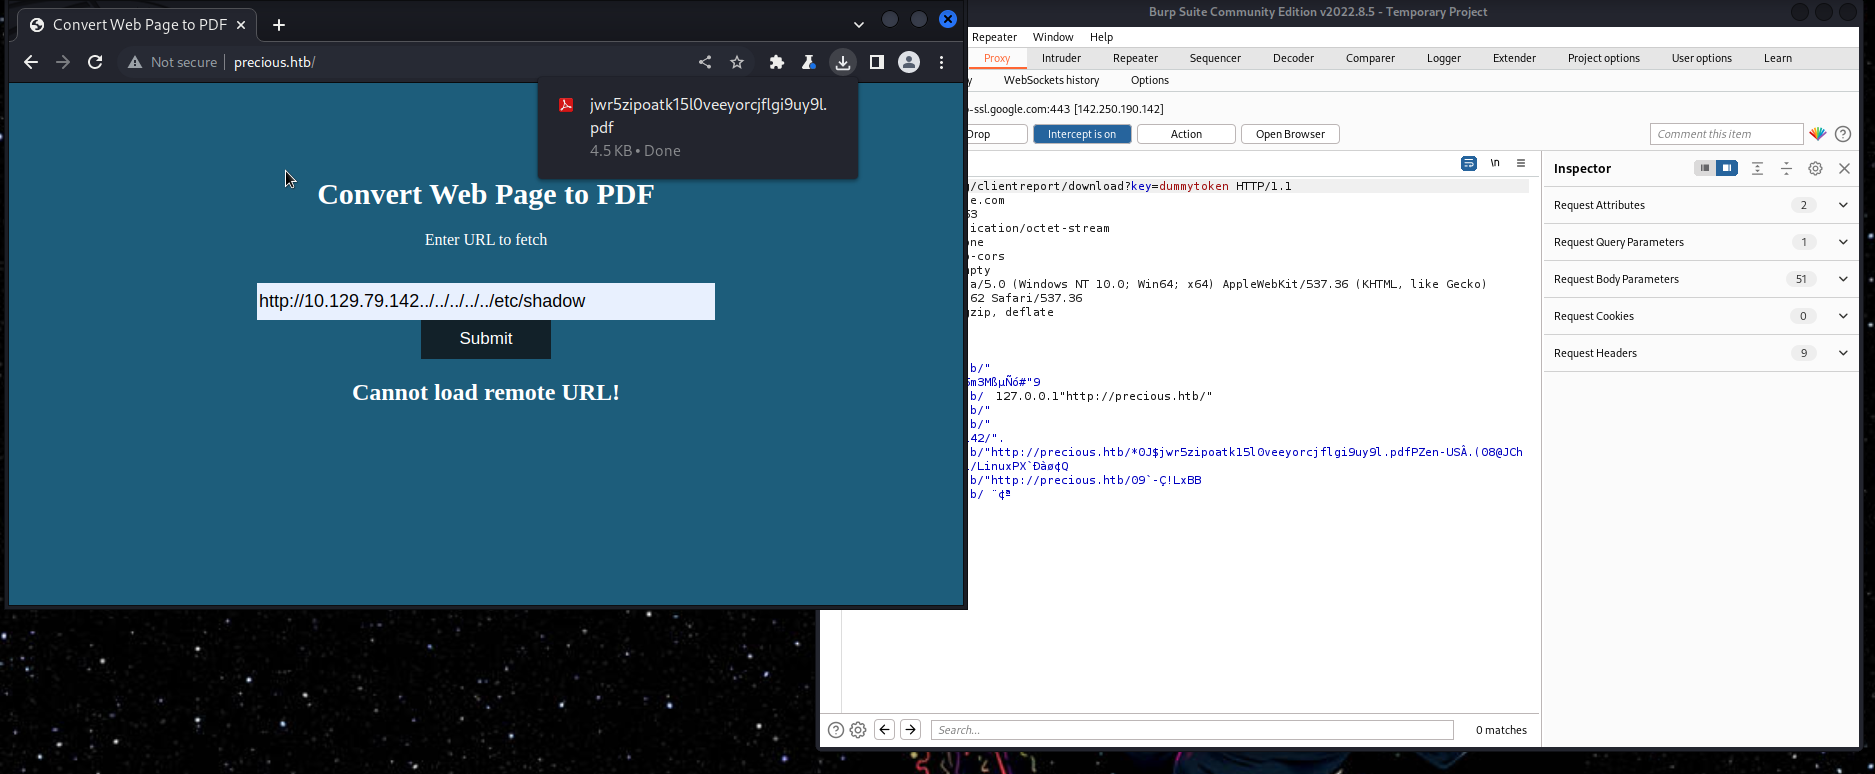 Convert Web Page to PDF
Not secure
precious.htb/
jwr5zipoatk15l0veeyorcjflgi9uy9l.
pdf
4.5 KB • Done
Convert Web Page to PDF
Enter URL to fetch
http://10.129.79.142../../../../../etc/shadow
Submit
Cannot load remote URL!
Burp Suite Community Edition v2022.8.5 - Temporary Project
Repeater Window Help
Proxy Intruder Repeater Sequencer Decoder Comparer Logger Extender Project options User options Learn
y WebSockets history Options
o-ssl.google.com:443 [142.250.190.142]
Drop Intercept is on Action Open Browser Comment this item
\n
/clientreport/download?key=dummytoken HTTP/1.1
e.com
53
ication/octet-stream
one
o-cors
mpty
a/5.0 (Windows NT 10.0; Win64; x64) AppleWebKit/537.36 (KHTML, like Gecko)
62 Safari/537.36
gzip, deflate
b/"
m3MßµÑó#"9
b/ 127.0.0.1"http://precious.htb/"
b/"
b/"
42/".
b/"http://precious.htb/*0J$jwr5zipoatk15l0veeyorcjflgi9uy9l.pdfPZen-USÂ.(08@JCh
/LinuxPX`Ðàø¢Q
b/"http://precious.htb/09`-Ç!LxBB
b/ ¨¢ª
Search...
0 matches
Inspector
Request Attributes 2
Request Query Parameters 1
Request Body Parameters 51
Request Cookies 0
Request Headers 9